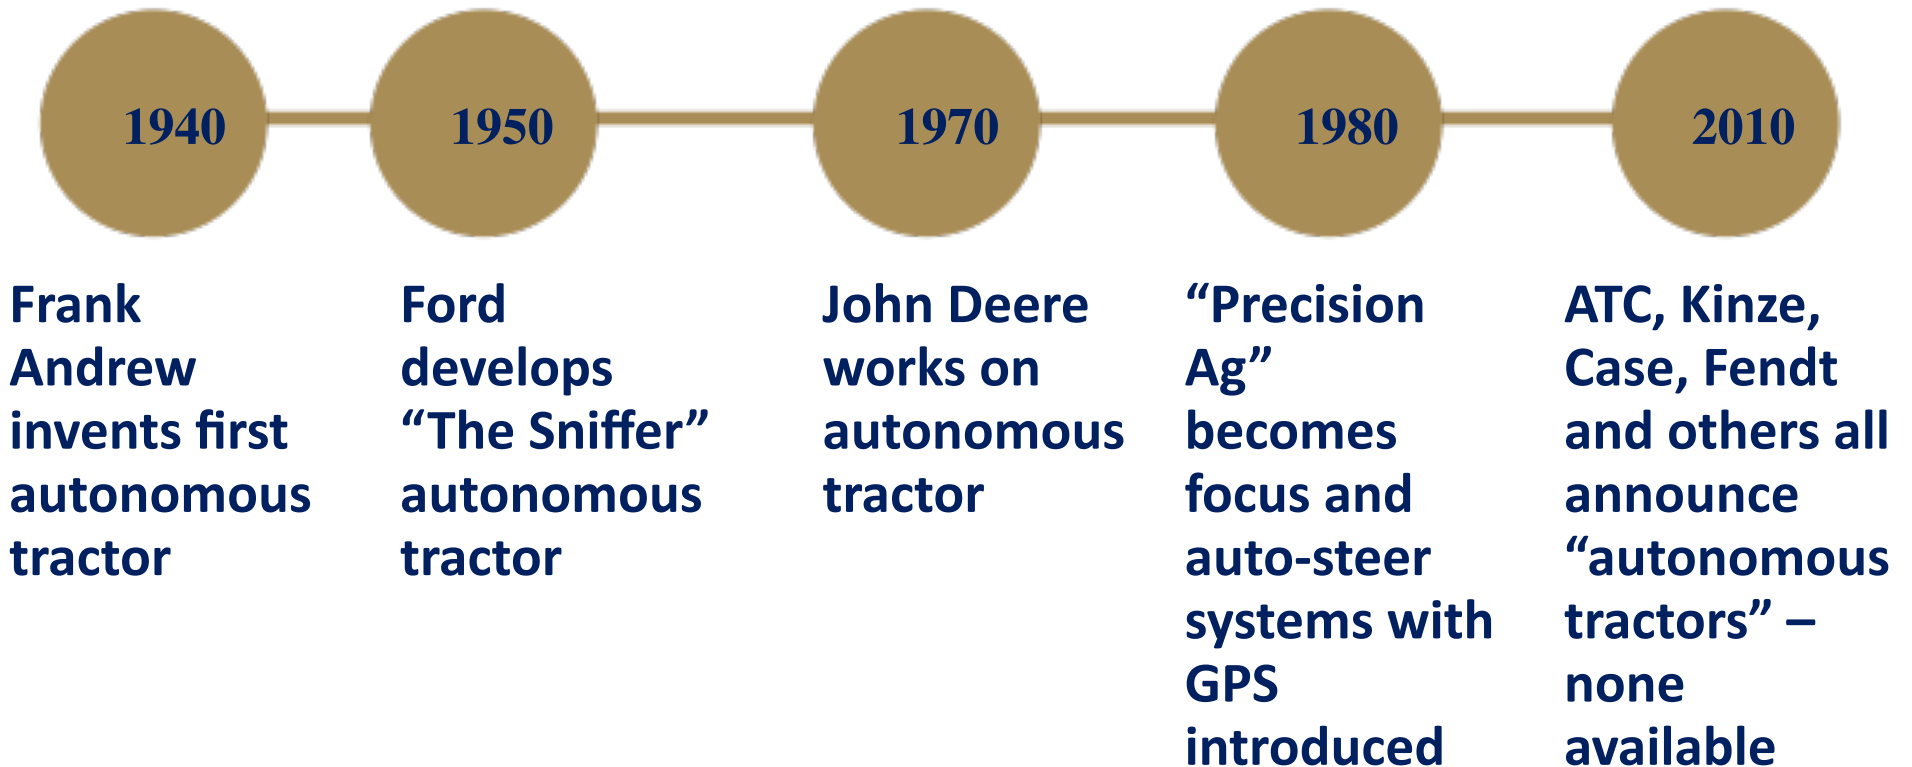 1940
1950
1970
1980
2010
Frank
Andrew
invents first
autonomous
tractor
Ford
develops
“The Sniffer”
autonomous
tractor
John Deere
works on
autonomous
tractor
“Precision
Ag”
becomes
focus and
auto-steer
systems with
GPS
introduced
ATC, Kinze,
Case, Fendt
and others all
announce
“autonomous
tractors” –
none
available